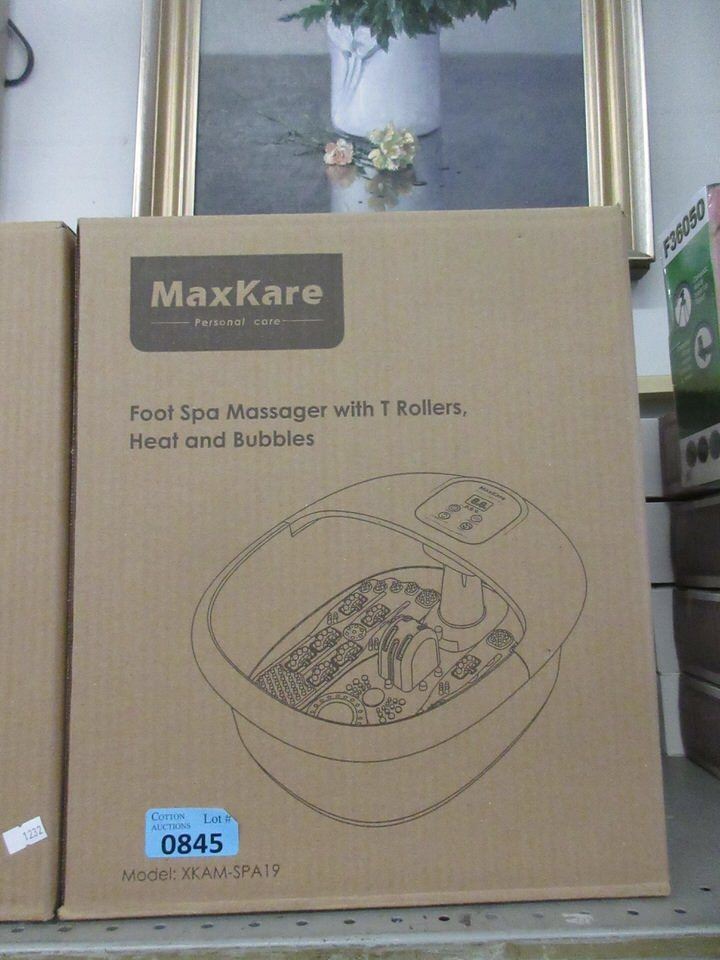 MaxKare
Personal care
Foot Spa Massager with T Rollers,
Heat and Bubbles
MaxKare
COTTON AUCTIONS Lot #
0845
Model: XKAM-SPA19
1232
F36050